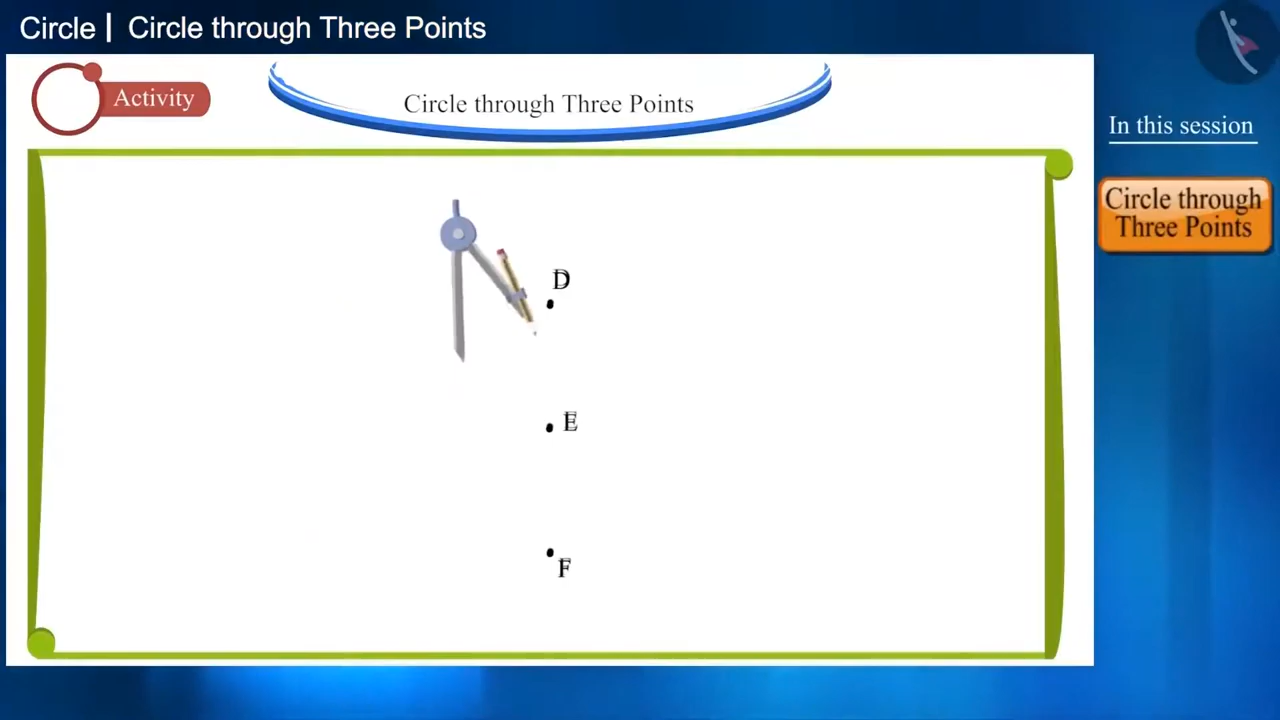 Circle | Circle through Three Points
Activity
Circle through Three Points
In this session
Circle through
Three Points
D
E
F